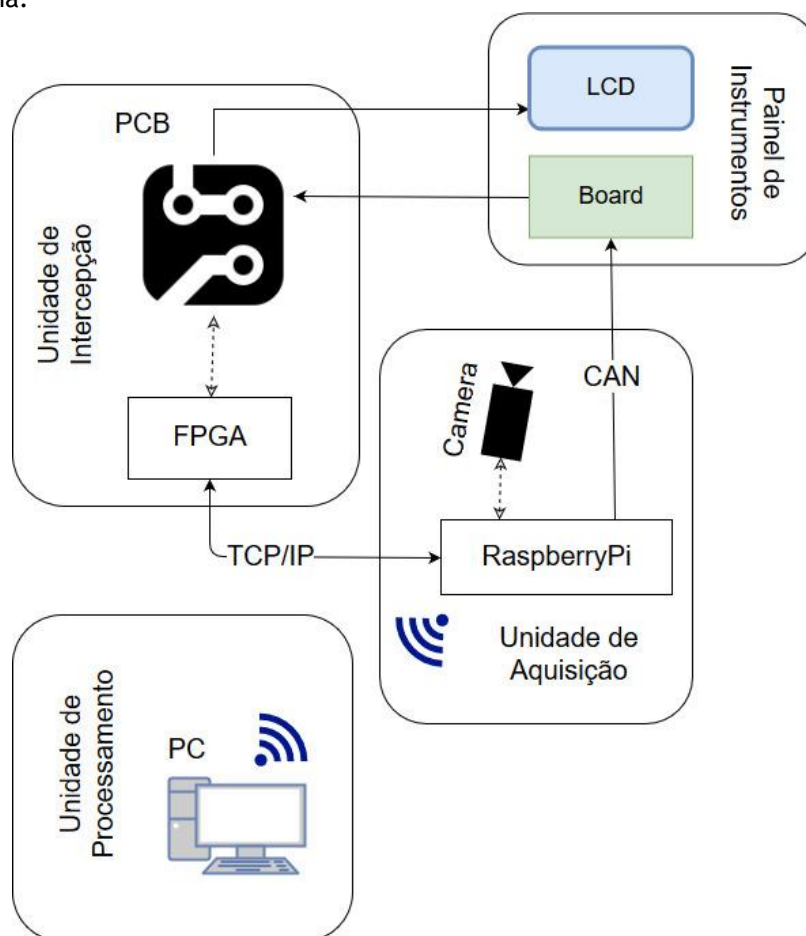 PCB
Unidade de
Intercepção
FPGA
LCD
Board
Painel de
Instrumentos
CAN
Camera
TCP/IP
RaspberryPi
Unidade de
Aquisição
Unidade de
Processamento
PC